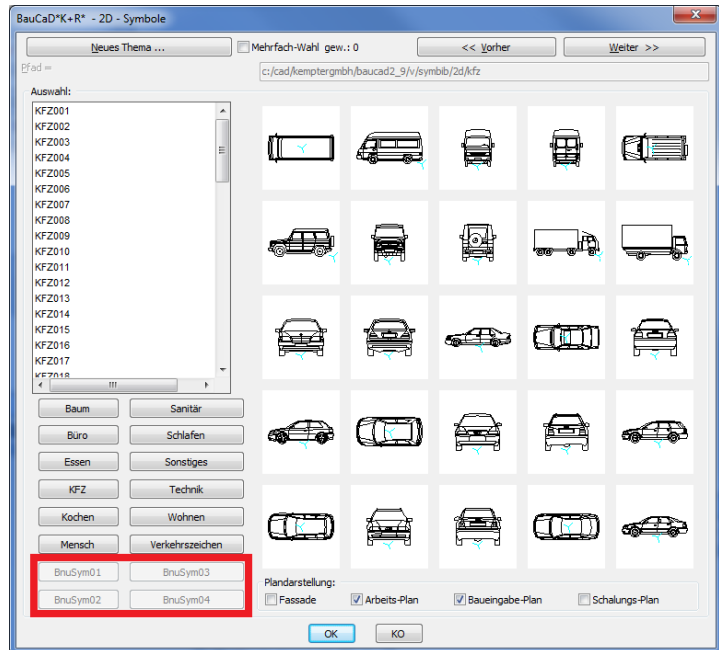 BauCaD*K+R* - 2D - Symbole
Neues Thema ...
Mehrfach-Wahl gew.: 0
<< Vorher
Weiter >>
Pfad =
c:/cad/kemptergmbh/baucad2_9/v/symbib/2d/kfz
Auswahl:
KFZ001
KFZ002
KFZ003
KFZ004
KFZ005
KFZ006
KFZ007
KFZ008
KFZ009
KFZ010
KFZ011
KFZ012
KFZ013
KFZ014
KFZ015
KFZ016
KFZ017
KFZ018
Baum Sanitär
Büro Schlafen
Essen Sonstiges
KFZ Technik
Kochen Wohnen
Mensch Verkehrszeichen
BnuSym01 BnuSym03
BnuSym02 BnuSym04
Plandarstellung:
Fassade Arbeits-Plan Baueingabe-Plan Schalungs-Plan
OK KO